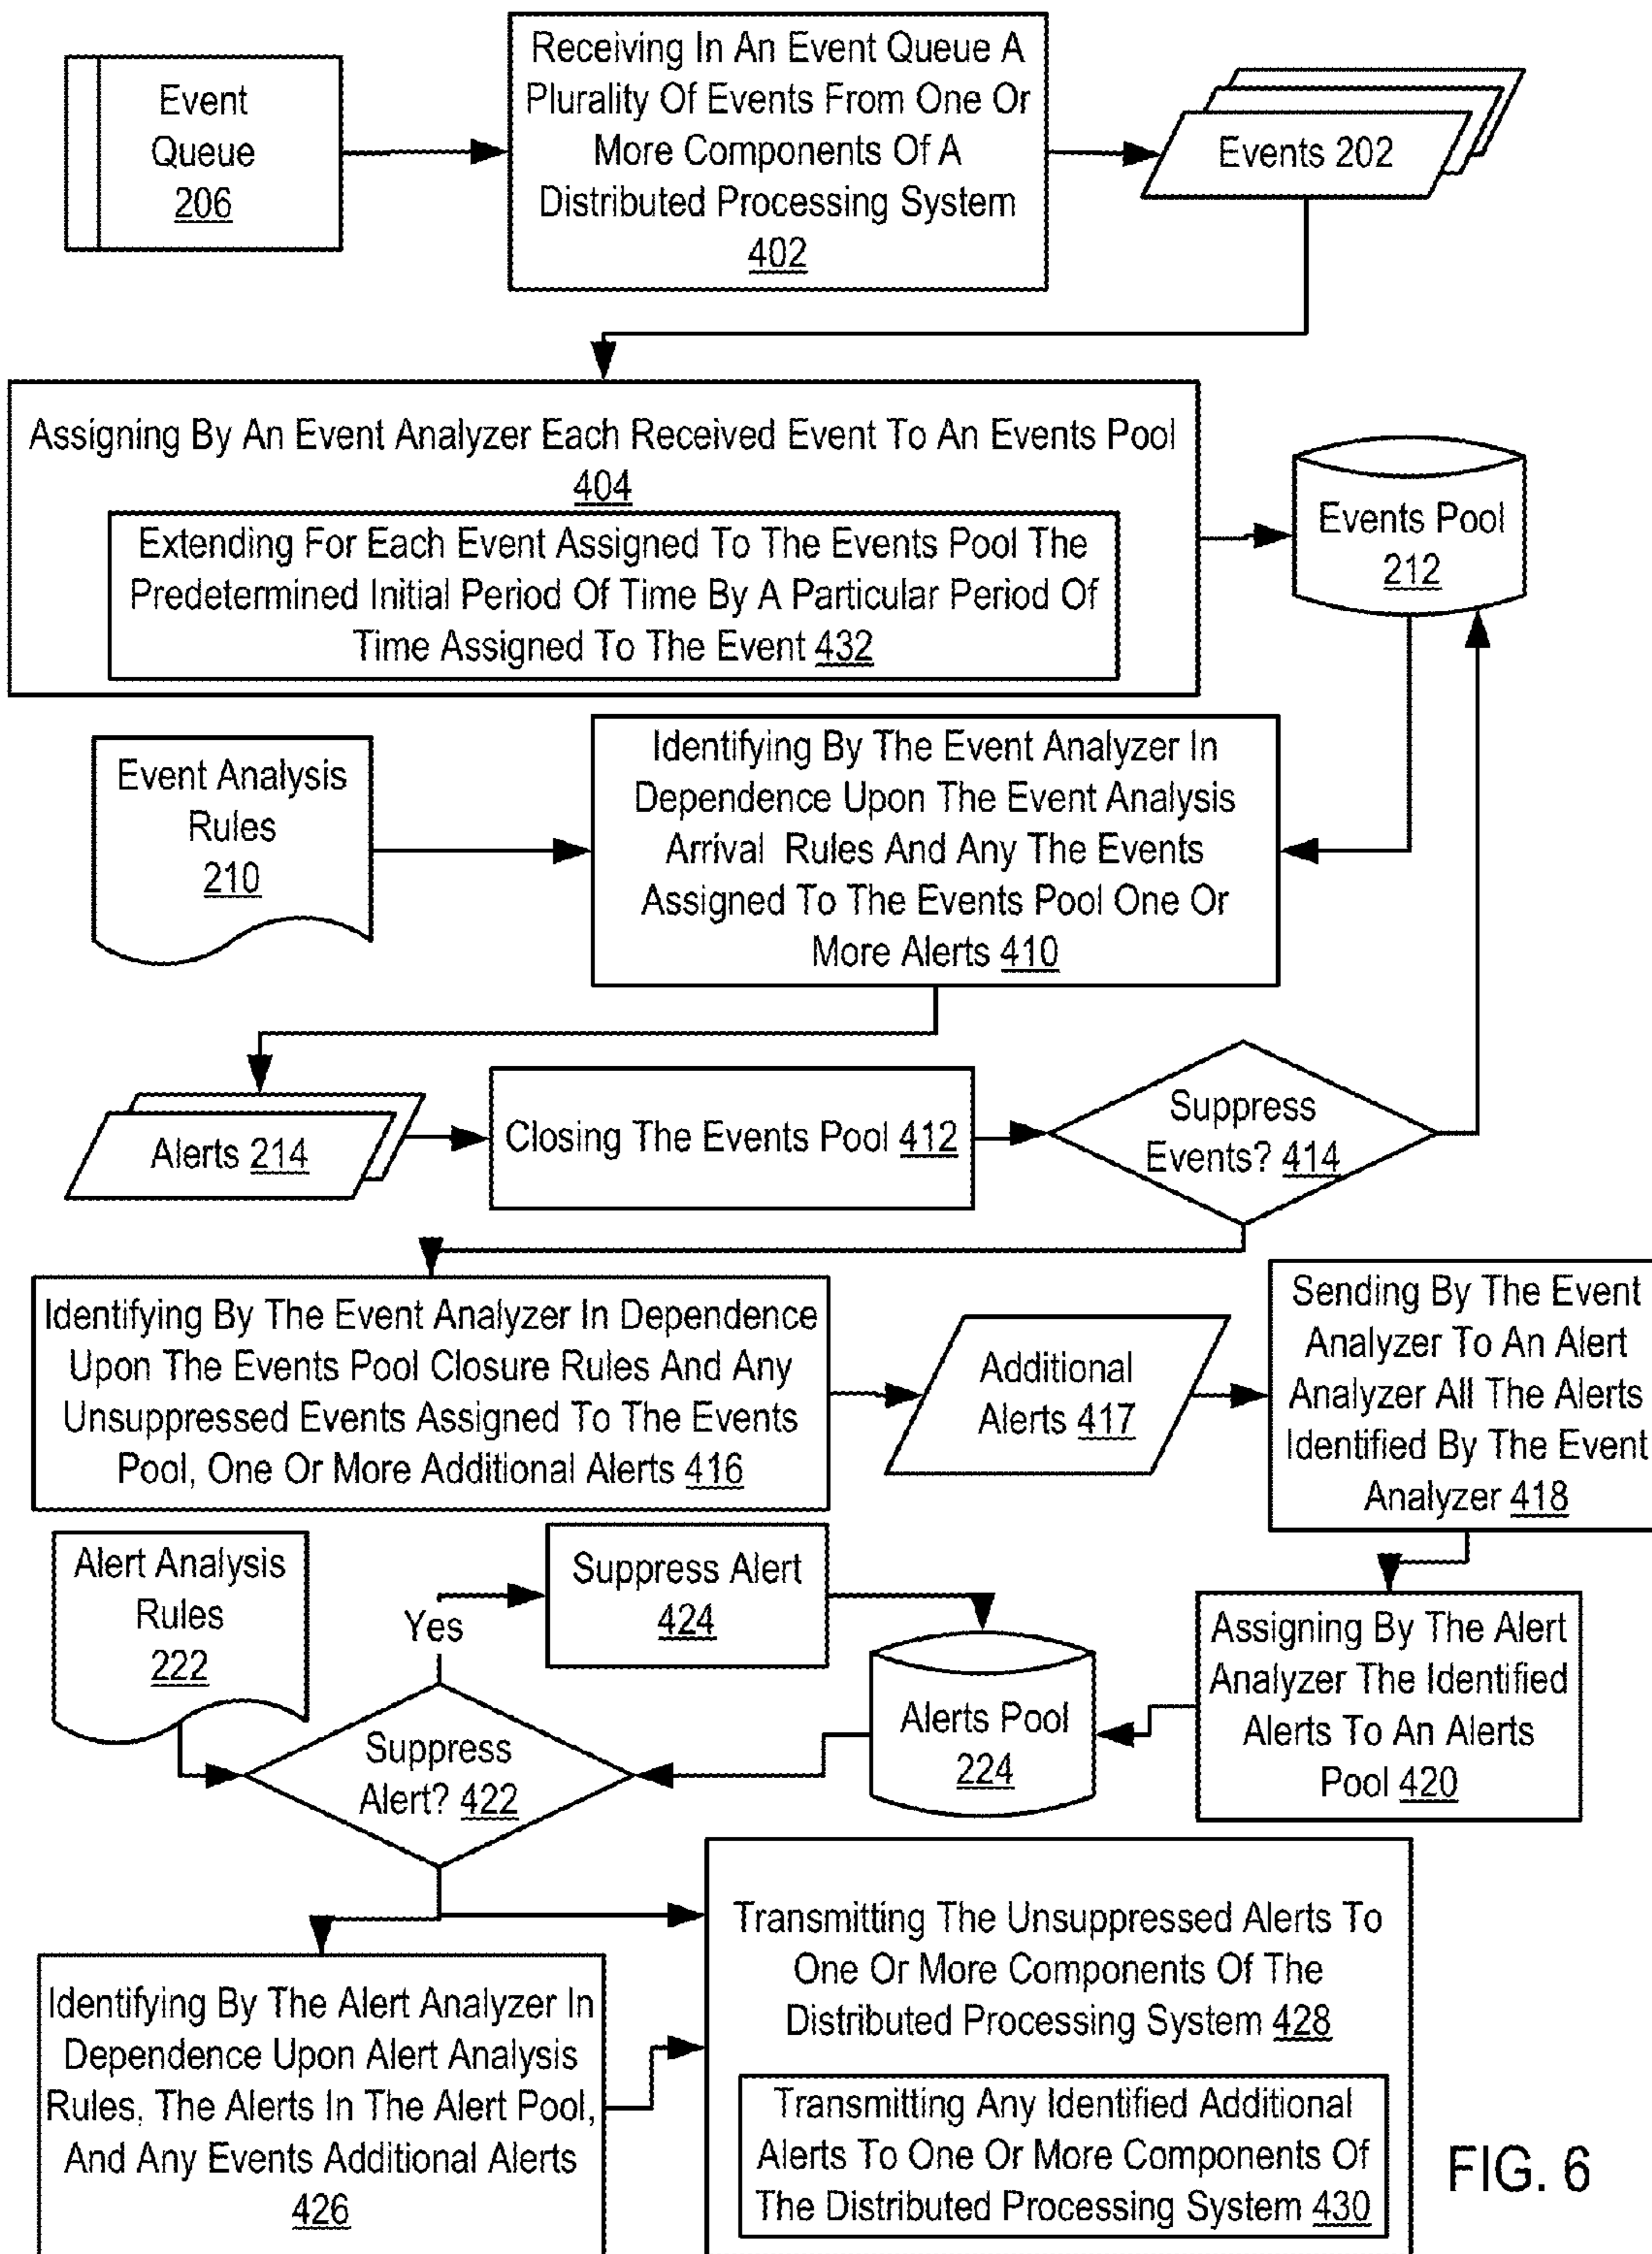 Event
Queue
206
Receiving In An Event Queue A
Plurality Of Events From One Or
More Components Of A
Distributed Processing System
402
Events 202
Assigning By An Event Analyzer Each Received Event To An Events Pool
404
Extending For Each Event Assigned To The Events Pool The
Predetermined Initial Period Of Time By A Particular Period Of
Time Assigned To The Event 432
Events Pool
212
Event Analysis
Rules
210
Identifying By The Event Analyzer In
Dependence Upon The Event Analysis
Arrival Rules And Any The Events
Assigned To The Events Pool One Or
More Alerts 410
Alerts 214
Closing The Events Pool 412
Suppress
Events? 414
Identifying By The Event Analyzer In Dependence
Upon The Events Pool Closure Rules And Any
Unsuppressed Events Assigned To The Events
Pool, One Or More Additional Alerts 416
Additional
Alerts 417
Sending By The Event
Analyzer To An Alert
Analyzer All The Alerts
Identified By The Event
Analyzer 418
Alert Analysis
Rules
222
Yes
Suppress Alert
424
Suppress
Alert? 422
Alerts Pool
224
Assigning By The Alert
Analyzer The Identified
Alerts To An Alerts
Pool 420
Identifying By The Alert Analyzer In
Dependence Upon Alert Analysis
Rules, The Alerts In The Alert Pool,
And Any Events Additional Alerts
426
Transmitting The Unsuppressed Alerts To
One Or More Components Of The
Distributed Processing System 428
Transmitting Any Identified Additional
Alerts To One Or More Components Of
The Distributed Processing System 430
FIG. 6